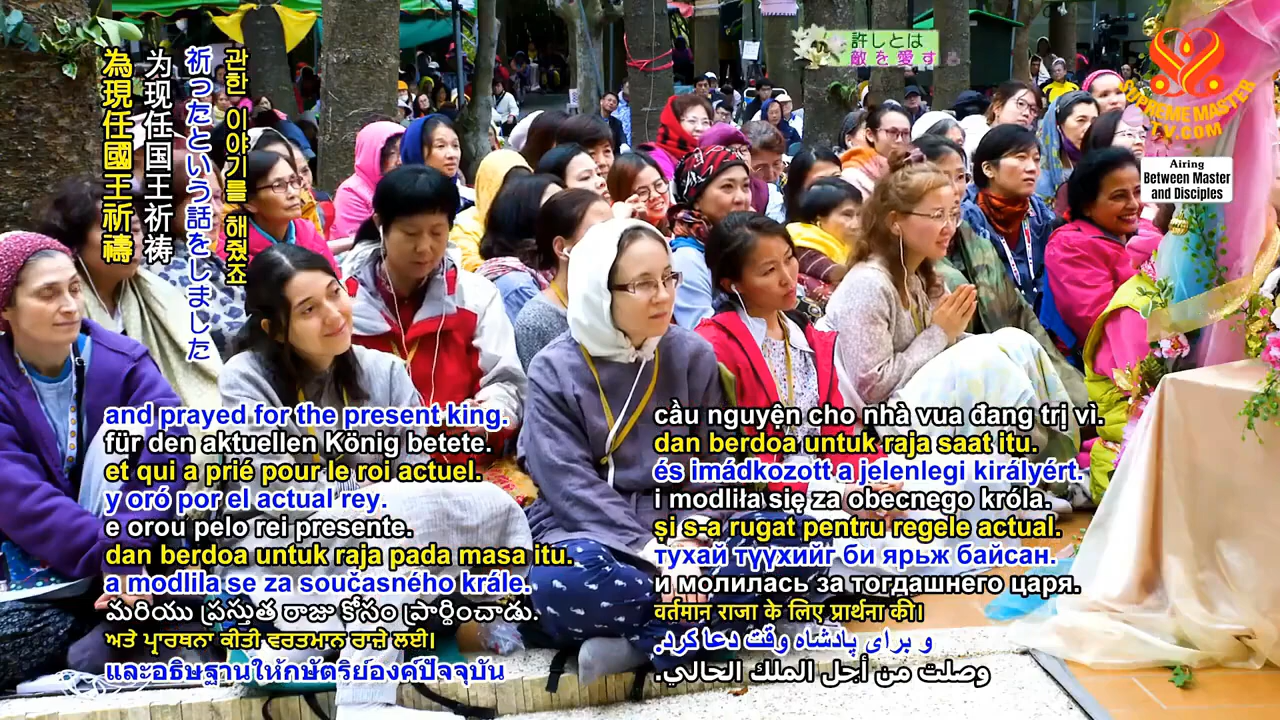 為現任國王祈禱
为现任国王祈祷
祈ったという話をしました
관한 이야기를 해줬죠
許しとは
敵を愛す
SUPREME MASTER
TV.COM
Airing
Between Master
and Disciples
and prayed for the present king.
für den aktuellen König betete.
et qui a prié pour le roi actuel.
y oró por el actual rey.
e orou pelo rei presente.
dan berdoa untuk raja pada masa itu.
a modlila se za současného krále.
మరియు ప్రస్తుత రాజు కోసం ప్రార్థించాడు.
ਅਤੇ ਪ੍ਰਾਰਥਨਾ ਕੀਤੀ ਵਰਤਮਾਨ ਰਾਜੇ ਲਈ।
และอธิษฐานให้กษัตริย์องค์ปัจจุบัน
cầu nguyện cho nhà vua đang trị vì.
dan berdoa untuk raja saat itu.
és imádkozott a jelenlegi királyért.
i modliła się za obecnego króla.
și s-a rugat pentru regele actual.
тухай түүхийг би ярьж байсан.
и молилась за тогдашнего царя.
वर्तमान राजा के लिए प्रार्थना की।
و برای پادشاه وقت دعا کرد.
وصلت من أجل الملك الحالي.